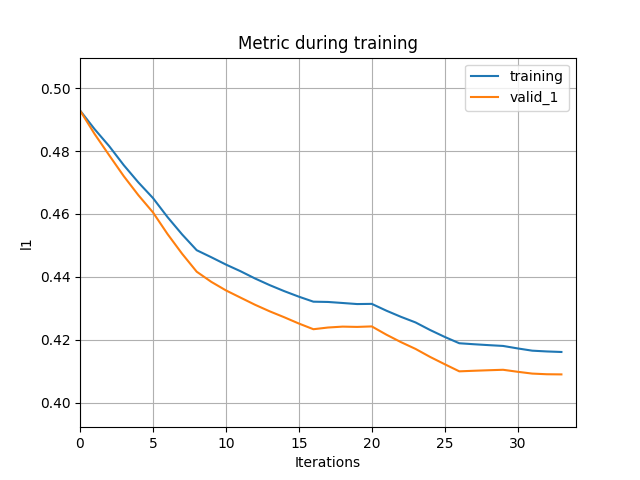 Metric during training
training
valid_1
l1
0.50
0.48
0.46
0.44
0.42
0.40
0 5 10 15 20 25 30
Iterations